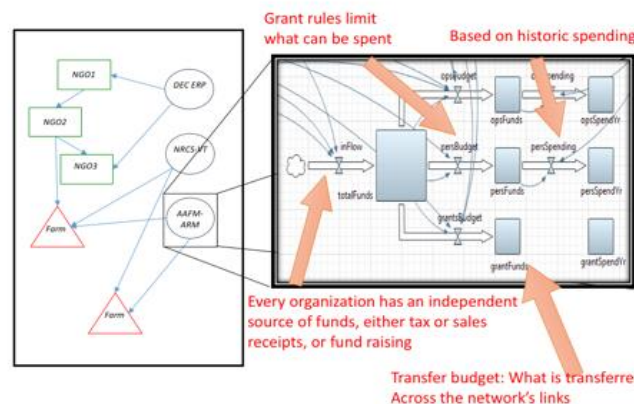 Grant rules limit
what can be spent
Based on historic spending
NGO1
DEC ERP
NGO2
NRCS-VT
NGO3
AAFM-
ARM
Farm
Farm
opsBudget
opsFunds
opsSpendYr
inFlow
totalFunds
persBudget
persSpending
persFunds
persSpendYr
grantsBudget
grantFunds
grantSpendYr
Every organization has an independent
source of funds, either tax or sales
receipts, or fund raising
Transfer budget: What is transferre
Across the network's links